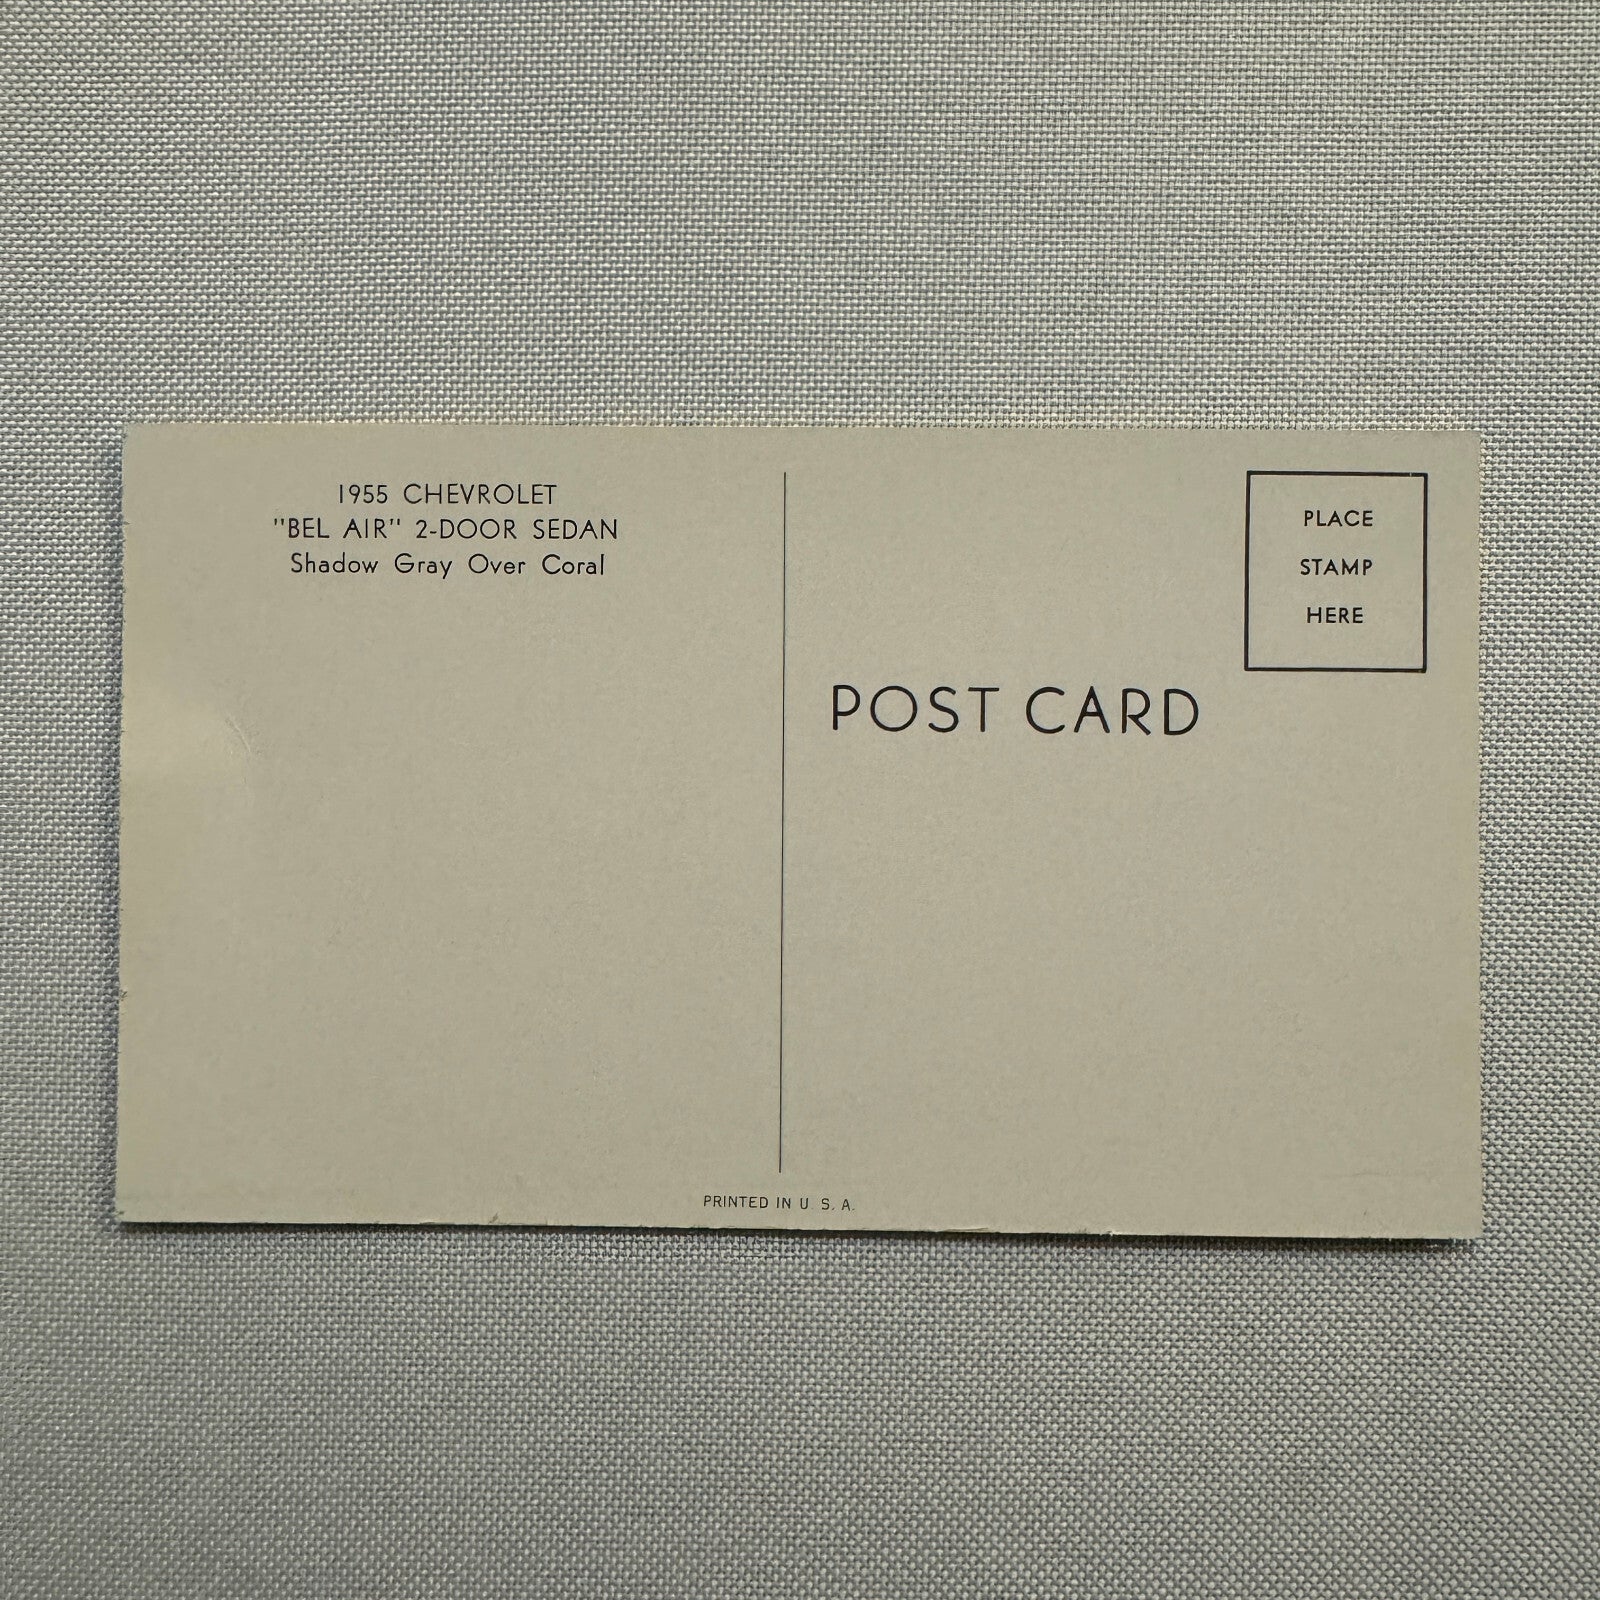 1955 CHEVROLET
"BEL AIR" 2-DOOR SEDAN
Shadow Gray Over Coral
PLACE
STAMP
HERE
POST CARD
PRINTED IN U. S. A.